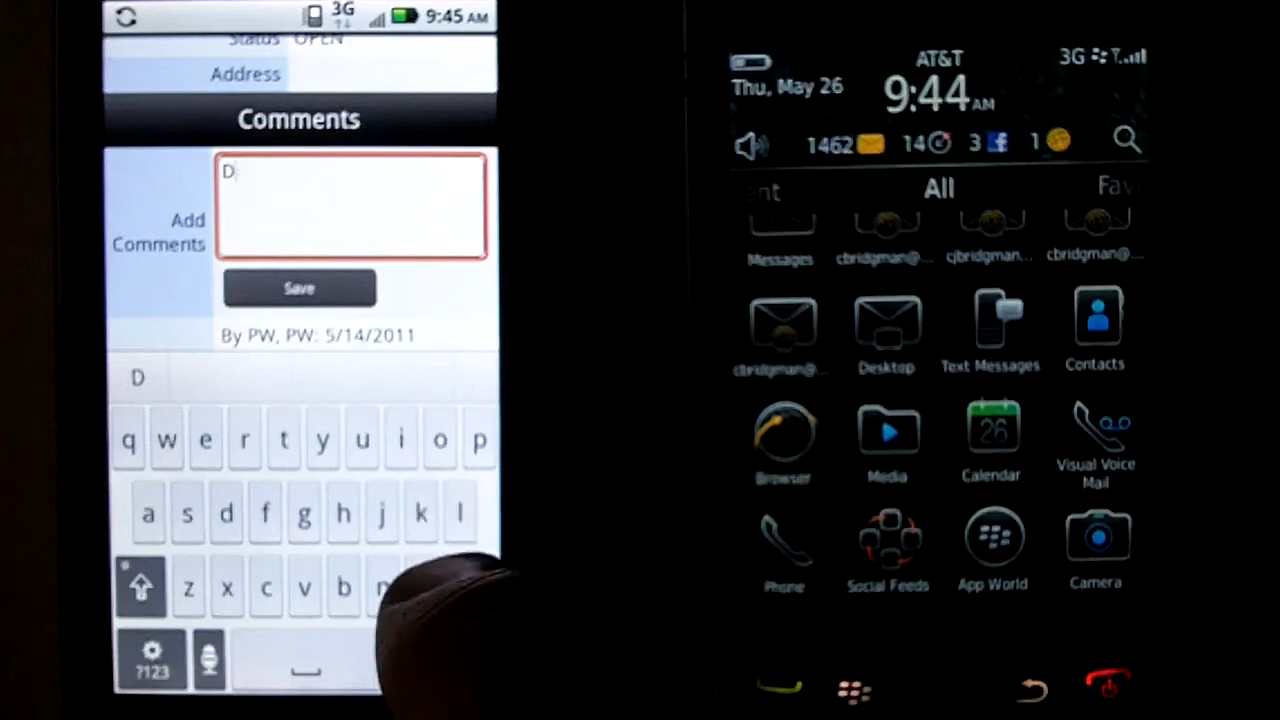 3G 9:45 AM
Status OPEN
Address
Comments
D
Add
Comments
Save
By PW, PW: 5/14/2011
D
q w e r t y u i o p
a s d f g h j k l
z x c v b
?123
AT&T 3G
Thu, May 26 9:44 AM
1462 14 3 1
All
Messages cbridgman@... cjbridgman... cbridgman@...
cbridgman@... Desktop Text Messages Contacts
26
Browser Media Calendar Visual Voice
Mail
Phone Social Feeds App World Camera